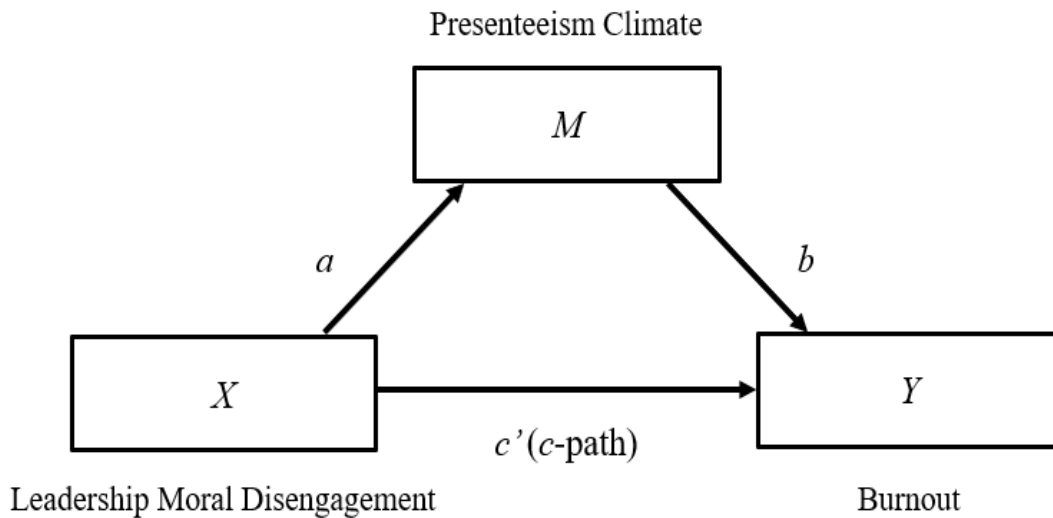 Presenteeism Climate
M
a
b
X
Y
c’ (c-path)
Leadership Moral Disengagement
Burnout